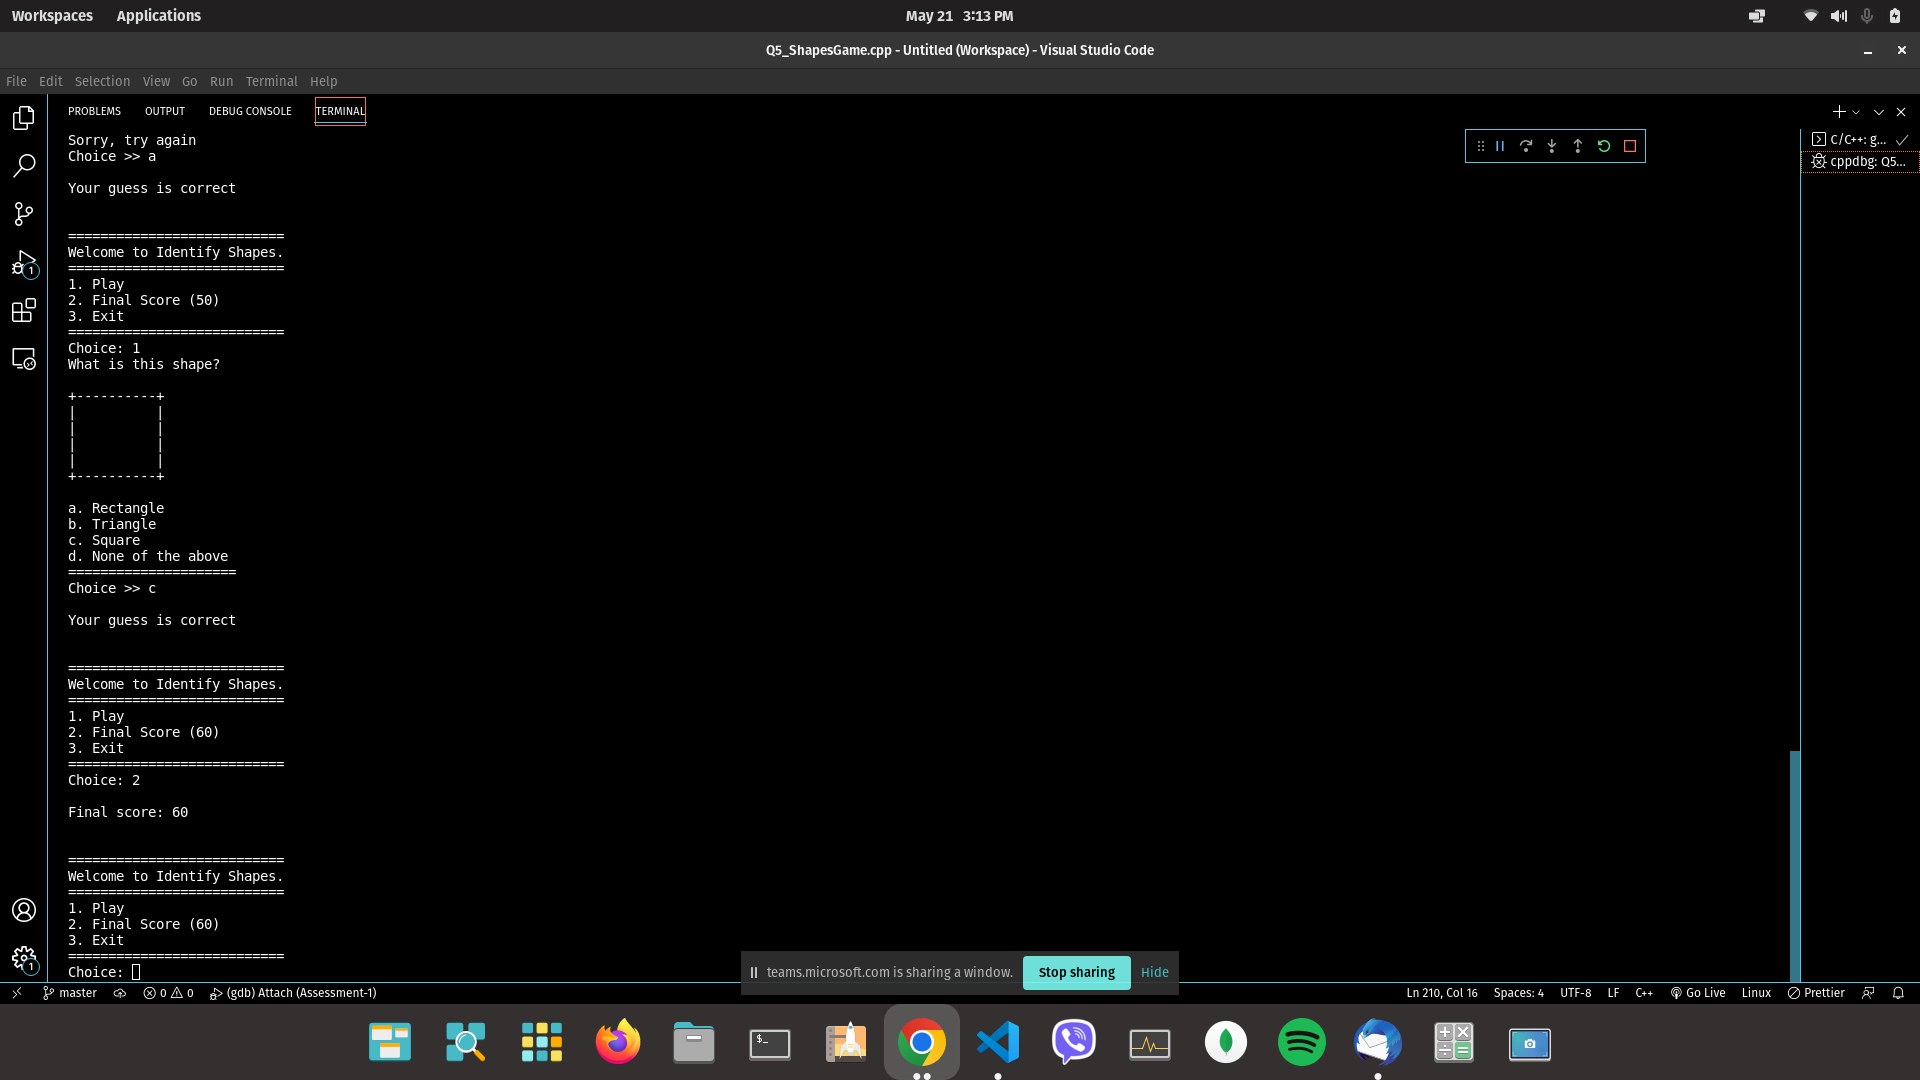 Workspaces Applications May 21 3:13 PM
Q5_ShapesGame.cpp - Untitled (Workspace) - Visual Studio Code
File Edit Selection View Go Run Terminal Help
PROBLEMS OUTPUT DEBUG CONSOLE TERMINAL
Sorry, try again
C/C++: g...
Choice >> a
cppdbg: Q5...
Your guess is correct
===========================
Welcome to Identify Shapes.
===========================
1. Play
2. Final Score (50)
3. Exit
===========================
Choice: 1
What is this shape?
+----------+
|          |
|          |
|          |
|          |
+----------+
a. Rectangle
b. Triangle
c. Square
d. None of the above
=====================
Choice >> c
Your guess is correct
===========================
Welcome to Identify Shapes.
===========================
1. Play
2. Final Score (60)
3. Exit
===========================
Choice: 2
Final score: 60
===========================
Welcome to Identify Shapes.
===========================
1. Play
2. Final Score (60)
3. Exit
===========================
Choice:
teams.microsoft.com is sharing a window. Stop sharing Hide
1
1
master 0 0 (gdb) Attach (Assessment-1) Ln 210, Col 16 Spaces: 4 UTF-8 LF C++ Go Live Linux Prettier
$_